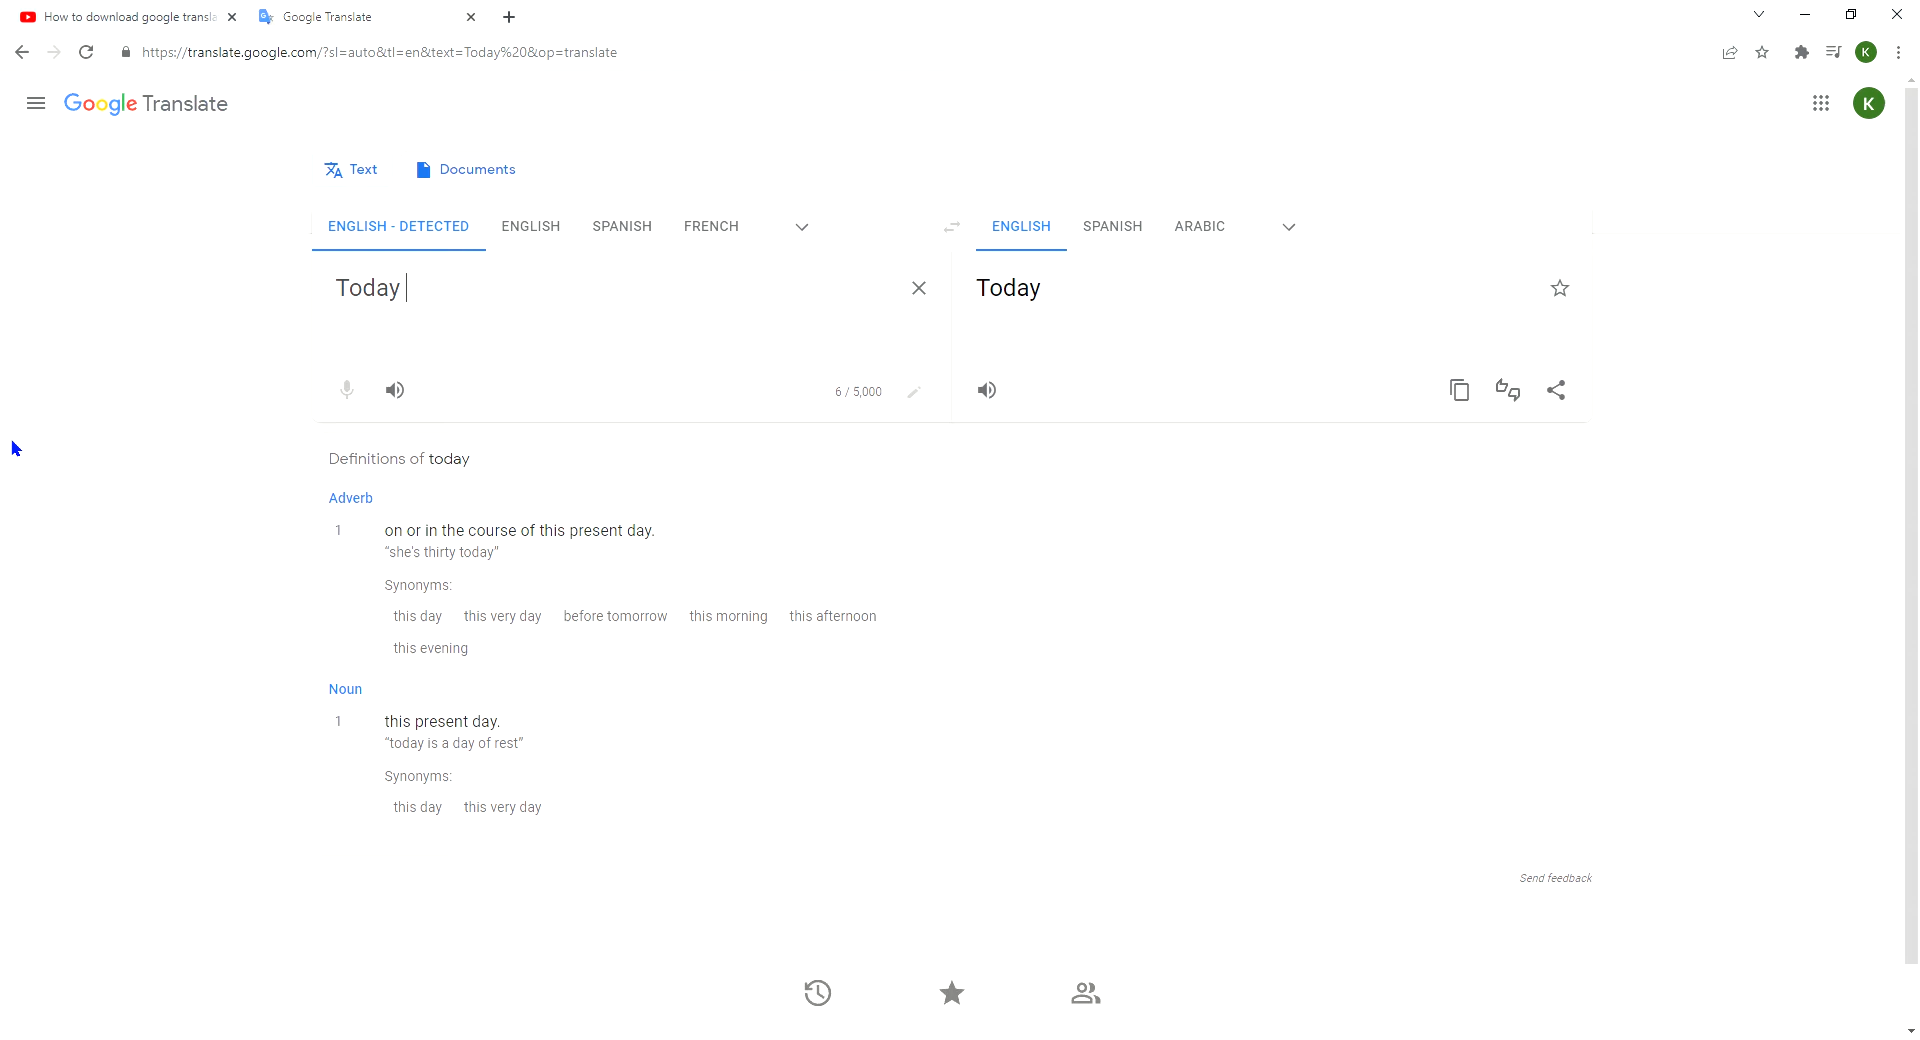 How to download google transla
Google Translate
https://translate.google.com/?sl=auto&tl=en&text=Today%20&op=translate
K
Google Translate
K
Text
Documents
ENGLISH - DETECTED ENGLISH SPANISH FRENCH
ENGLISH SPANISH ARABIC
Today
Today
6 / 5,000
Definitions of today
Adverb
1 on or in the course of this present day.
“she's thirty today”
Synonyms:
this day this very day before tomorrow this morning this afternoon
this evening
Noun
1 this present day.
“today is a day of rest”
Synonyms:
this day this very day
Send feedback